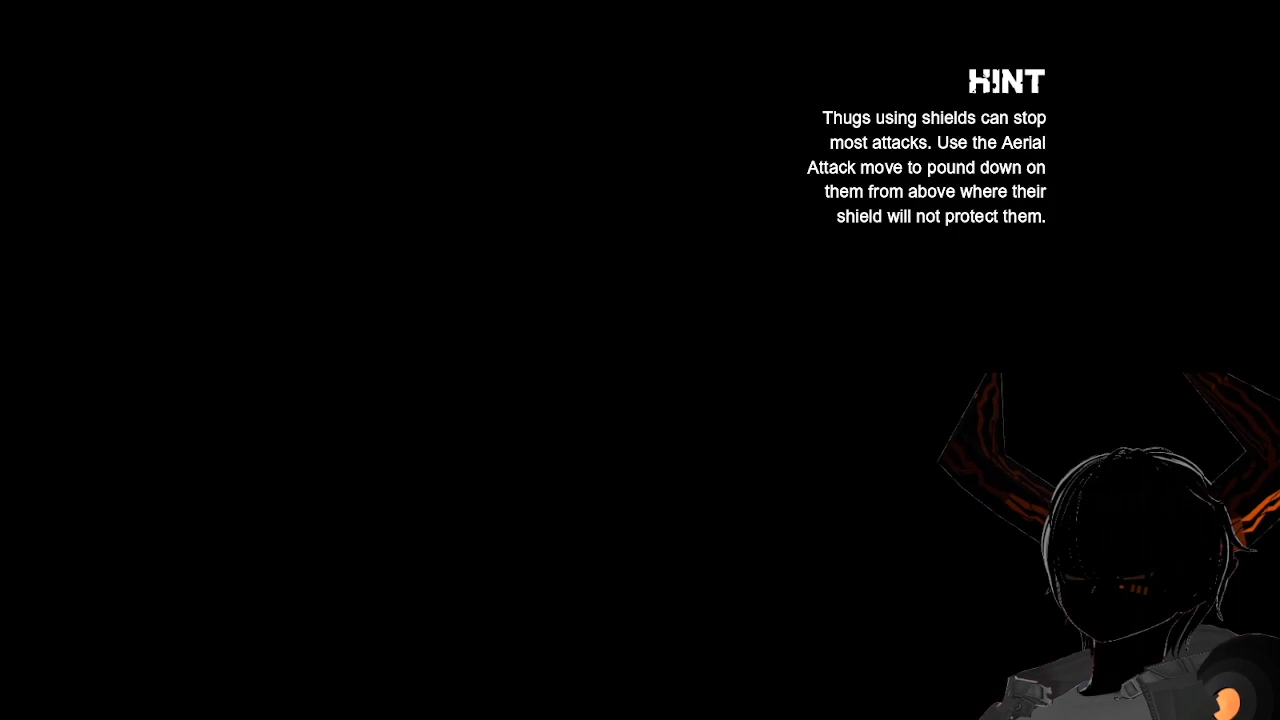 HINT
Thugs using shields can stop
most attacks. Use the Aerial
Attack move to pound down on
them from above where their
shield will not protect them.